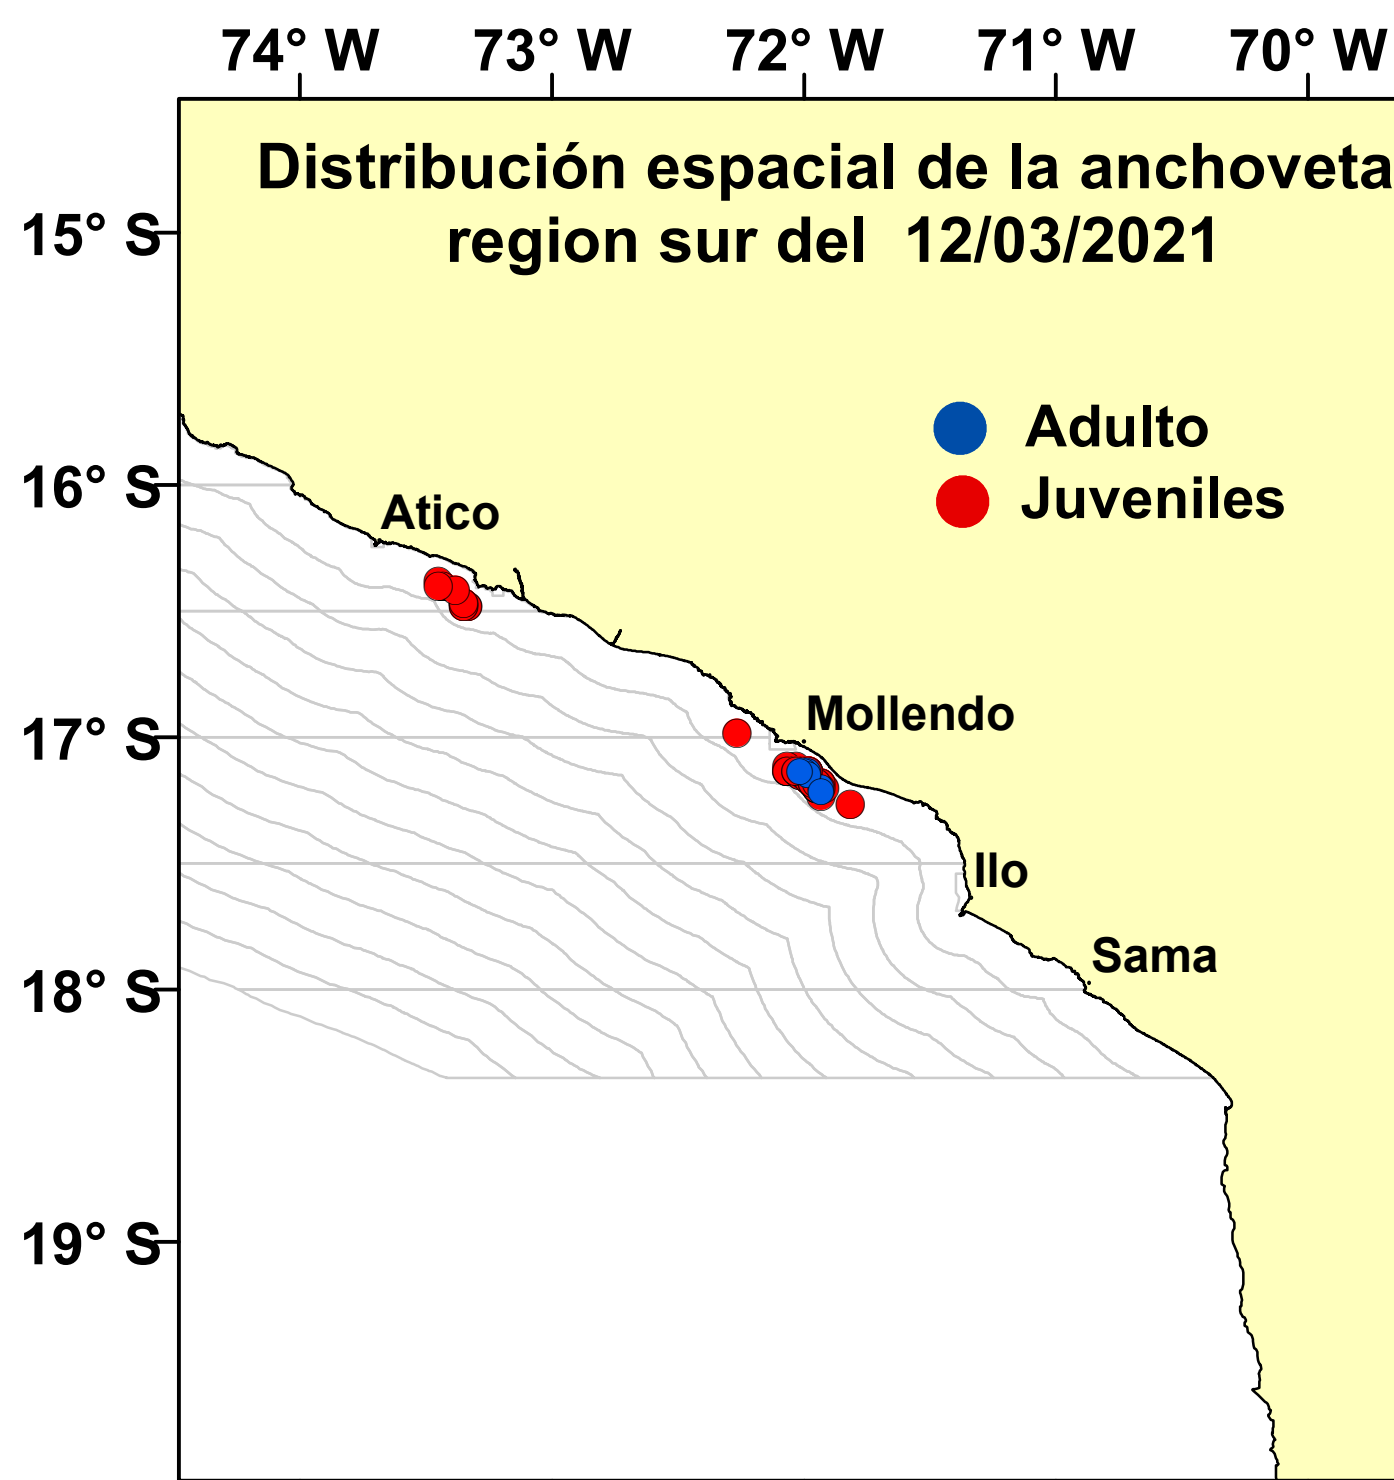 74° W 73° W 72° W 71° W 70° W
Distribución espacial de la anchoveta
region sur del 12/03/2021
15° S
Adulto
16° S
Juveniles
Atico
Mollendo
17° S
Ilo
Sama
18° S
19° S